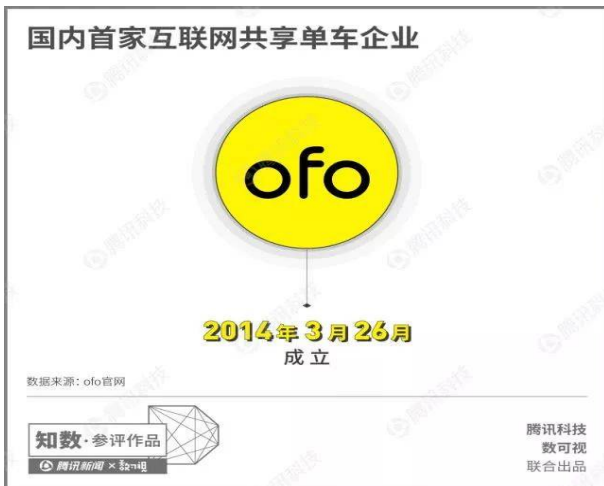 国内首家互联网共享单车企业
ofo
2014年3月26月
成立
数据来源：ofo官网
知数·参评作品
腾讯新闻×数可视
腾讯科技
数可视
联合出品